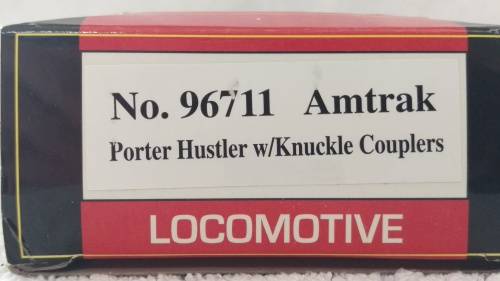 No. 96711 Amtrak
Porter Hustler w/Knuckle Couplers
LOCOMOTIVE